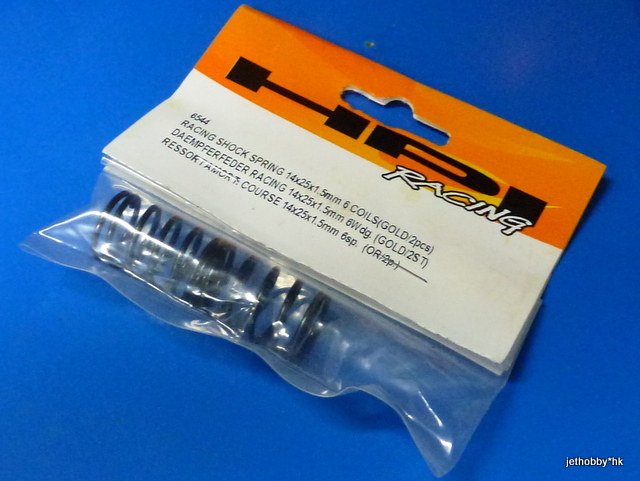 HPI
RACING
6544
RACING SHOCK SPRING 14x25x1.5mm 6 COILS(GOLD/2pcs)
DAEMPFERFEDER RACING 14x25x1.5mm 6Wdg. (GOLD/2ST)
RESSORT AMORT. COURSE 14x25x1.5mm 6sp. (OR/2p.)
jethobby*hk